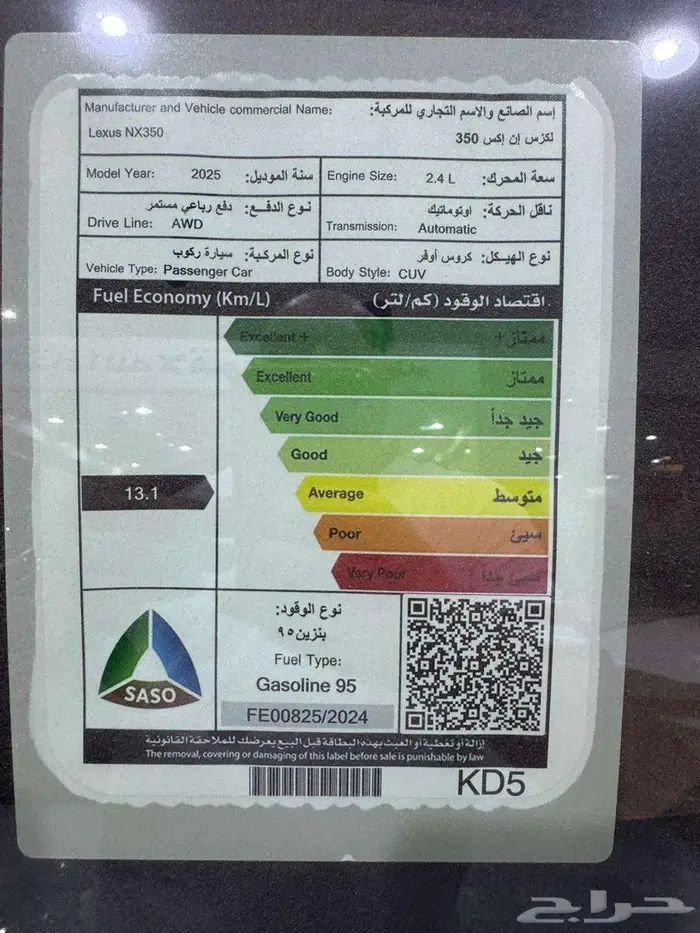 Manufacturer and Vehicle commercial Name: إسم الصانع والاسم التجاري للمركبة:
Lexus NX350 لكزس إن إكس 350
Model Year: 2025 سنة الموديل:
Engine Size: 2.4 L سعة المحرك:
نوع الدفع: دفع رباعي مستمر
Drive Line: AWD
ناقل الحركة: اوتوماتيك
Transmission: Automatic
نوع المركبة: سيارة ركوب
Vehicle Type: Passenger Car
نوع الهيكل: كروس أوفر
Body Style: CUV
Fuel Economy (Km/L) اقتصاد الوقود (كم/لتر)
Excellent + ممتاز+
Excellent ممتاز
Very Good جيد جداً
Good جيد
13.1
Average متوسط
Poor سيئ
Very Poor سيئ جداً
SASO
نوع الوقود:
بنزين ٩٥
Fuel Type:
Gasoline 95
FE00825/2024
إزالة أو تغطية أو العبث بهذه البطاقة قبل البيع يعرضك للملاحقة القانونية
The removal, covering or damaging of this label before sale is punishable by law
KD5
حراج